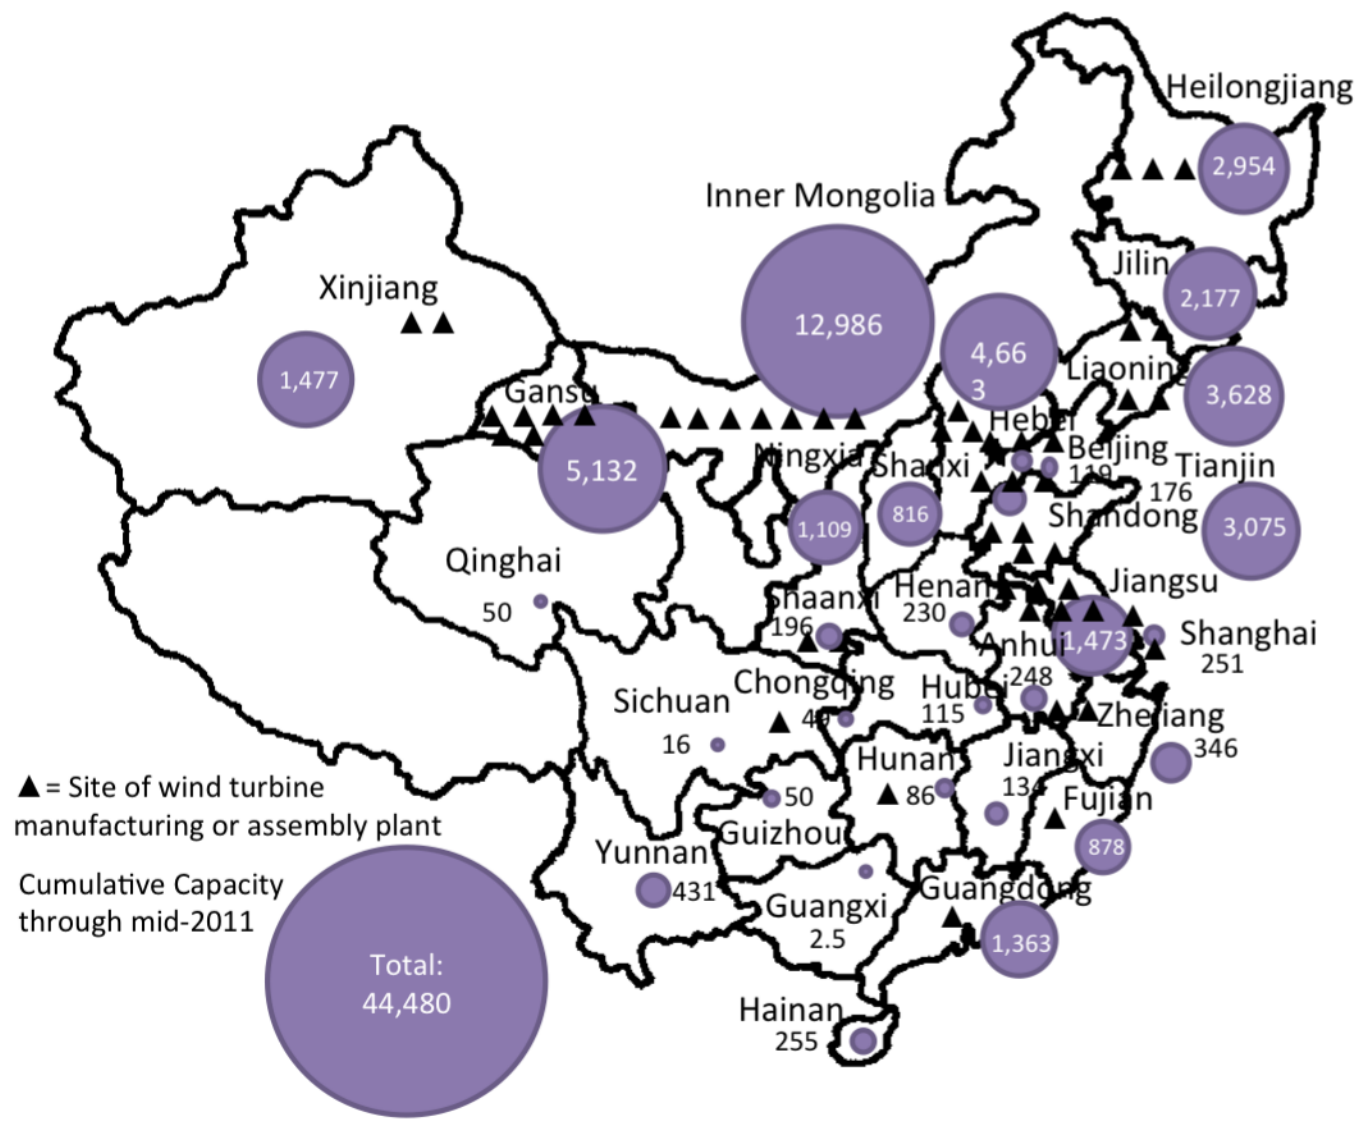 Heilongjiang
2,954
Inner Mongolia
Jilin
2,177
Xinjiang
12,986
4,66
3
1,477
Liaoning
3,628
Gansu
Hebei
5,132
Ningxia
Shanxi
Beijing
119
Tianjin
176
1,109
816
Shandong
3,075
Qinghai
50
Shaanxi
196
Henan
230
Jiangsu
1,473
Anhui
248
Shanghai
251
Sichuan
16
Chongqing
49
Hubei
115
Zhejiang
346
Hunan
86
Jiangxi
134
▲= Site of wind turbine
manufacturing or assembly plant
50
Guizhou
Fujian
878
Yunnan
431
Cumulative Capacity
through mid-2011
Guangxi
2.5
Guangdong
1,363
Total:
44,480
Hainan
255